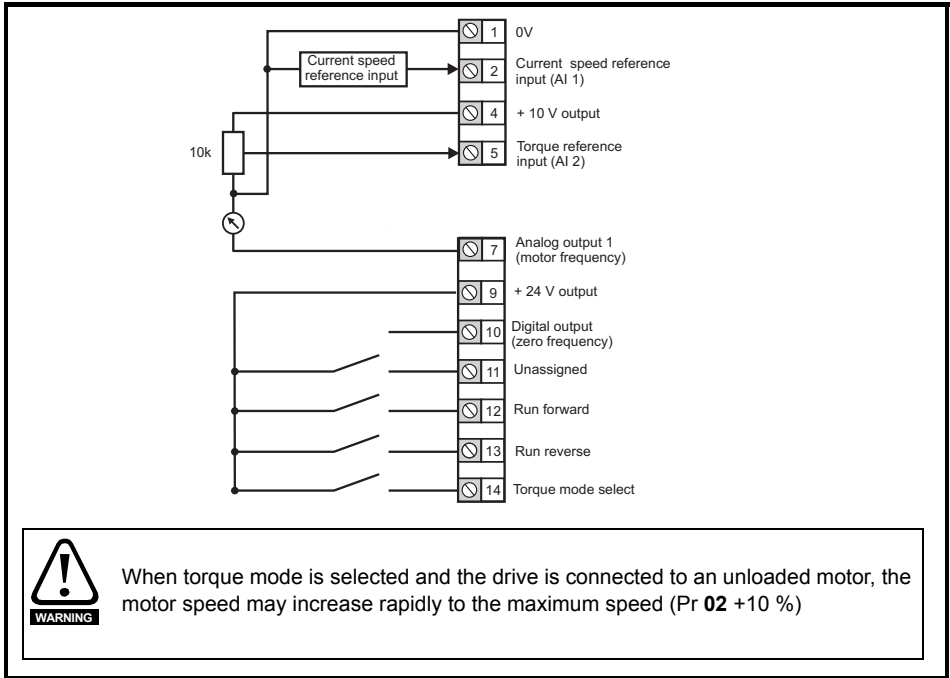 1 0V
Current speed
reference input
2 Current speed reference
input (AI 1)
4 + 10 V output
10k
5 Torque reference
input (AI 2)
7 Analog output 1
(motor frequency)
9 + 24 V output
10 Digital output
(zero frequency)
11 Unassigned
12 Run forward
13 Run reverse
14 Torque mode select
WARNING
When torque mode is selected and the drive is connected to an unloaded motor, the
motor speed may increase rapidly to the maximum speed (Pr 02 +10 %)